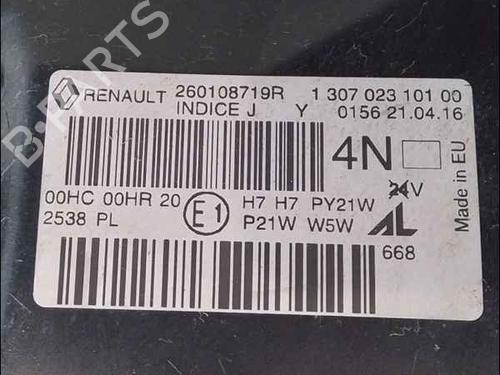 RENAULT 260108719R 1 307 023 101 00
INDICE J Y 0156 21.04.16
4N
Made in EU
00HC 00HR 20 E1 H7 H7 PY21W 24V
2538 PL P21W W5W AL
668
B-PARTS